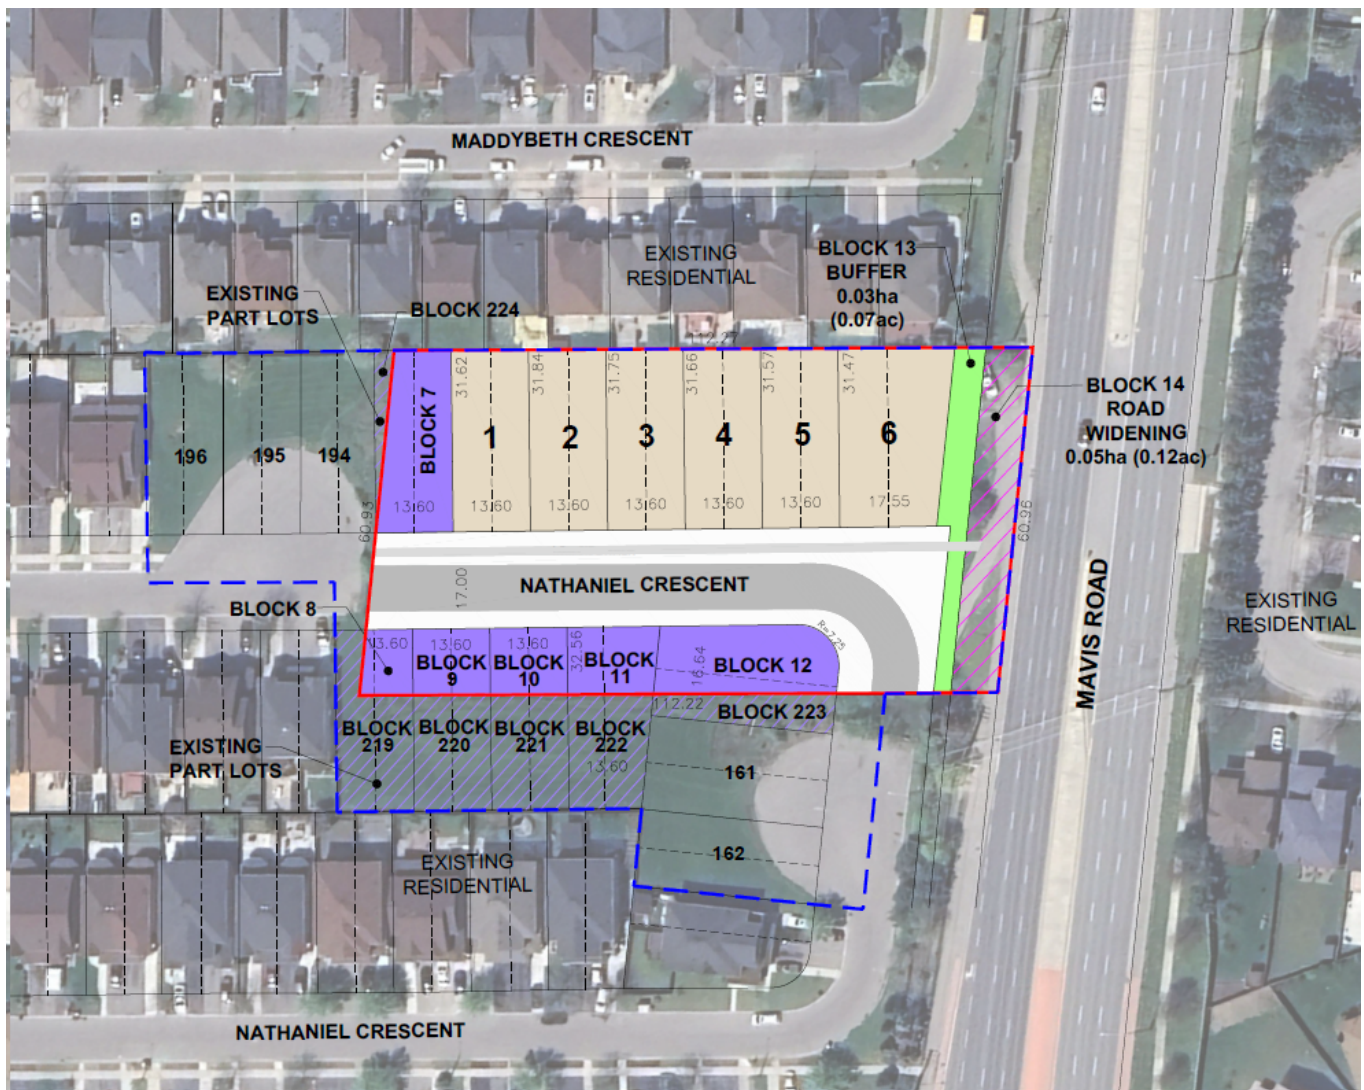 MADDYBETH CRESCENT
EXISTING
RESIDENTIAL
BLOCK 13
BUFFER
0.03ha
(0.07ac)
EXISTING
PART LOTS
BLOCK 224
112.27
BLOCK 14
ROAD
WIDENING
0.05ha (0.12ac)
31.62
31.84
31.75
31.66
31.57
31.47
BLOCK 7
1
2
3
4
5
6
196
195
194
13.60
13.60
13.60
13.60
13.60
13.60
17.55
60.93
60.96
NATHANIEL CRESCENT
17.00
MAVIS ROAD
EXISTING
RESIDENTIAL
BLOCK 8
13.60
13.60
13.60
32.56
R=7.25
BLOCK
9
BLOCK
10
BLOCK
11
16.64
BLOCK 12
112.22
BLOCK 223
BLOCK
219
BLOCK
220
BLOCK
221
BLOCK
222
13.60
EXISTING
PART LOTS
161
162
EXISTING
RESIDENTIAL
NATHANIEL CRESCENT